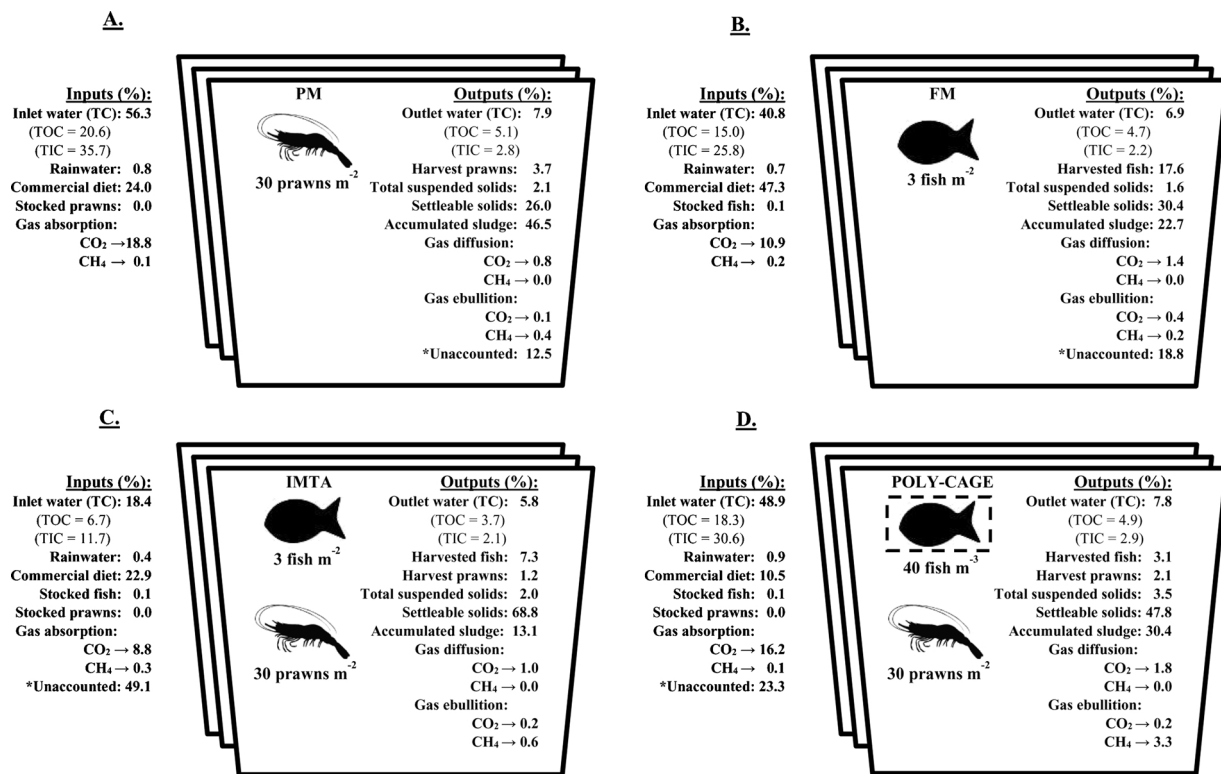 A.
Inputs (%):
Inlet water (TC): 56.3
(TOC = 20.6)
(TIC = 35.7)
Rainwater: 0.8
Commercial diet: 24.0
Stocked prawns: 0.0
Gas absorption:
CO₂ →18.8
CH₄ → 0.1
PM
30 prawns m⁻²
Outputs (%):
Outlet water (TC): 7.9
(TOC = 5.1)
(TIC = 2.8)
Harvest prawns: 3.7
Total suspended solids: 2.1
Settleable solids: 26.0
Accumulated sludge: 46.5
Gas diffusion:
CO₂ → 0.8
CH₄ → 0.0
Gas ebullition:
CO₂ → 0.1
CH₄ → 0.4
*Unaccounted: 12.5
B.
Inputs (%):
Inlet water (TC): 40.8
(TOC = 15.0)
(TIC = 25.8)
Rainwater: 0.7
Commercial diet: 47.3
Stocked fish: 0.1
Gas absorption:
CO₂ → 10.9
CH₄ → 0.2
FM
3 fish m⁻²
Outputs (%):
Outlet water (TC): 6.9
(TOC = 4.7)
(TIC = 2.2)
Harvested fish: 17.6
Total suspended solids: 1.6
Settleable solids: 30.4
Accumulated sludge: 22.7
Gas diffusion:
CO₂ → 1.4
CH₄ → 0.0
Gas ebullition:
CO₂ → 0.4
CH₄ → 0.2
*Unaccounted: 18.8
C.
Inputs (%):
Inlet water (TC): 18.4
(TOC = 6.7)
(TIC = 11.7)
Rainwater: 0.4
Commercial diet: 22.9
Stocked fish: 0.1
Stocked prawns: 0.0
Gas absorption:
CO₂ → 8.8
CH₄ → 0.3
*Unaccounted: 49.1
IMTA
3 fish m⁻²
30 prawns m⁻²
Outputs (%):
Outlet water (TC): 5.8
(TOC = 3.7)
(TIC = 2.1)
Harvested fish: 7.3
Harvest prawns: 1.2
Total suspended solids: 2.0
Settleable solids: 68.8
Accumulated sludge: 13.1
Gas diffusion:
CO₂ → 1.0
CH₄ → 0.0
Gas ebullition:
CO₂ → 0.2
CH₄ → 0.6
D.
Inputs (%):
Inlet water (TC): 48.9
(TOC = 18.3)
(TIC = 30.6)
Rainwater: 0.9
Commercial diet: 10.5
Stocked fish: 0.1
Stocked prawns: 0.0
Gas absorption:
CO₂ → 16.2
CH₄ → 0.1
*Unaccounted: 23.3
POLY-CAGE
40 fish m⁻³
30 prawns m⁻²
Outputs (%):
Outlet water (TC): 7.8
(TOC = 4.9)
(TIC = 2.9)
Harvested fish: 3.1
Harvest prawns: 2.1
Total suspended solids: 3.5
Settleable solids: 47.8
Accumulated sludge: 30.4
Gas diffusion:
CO₂ → 1.8
CH₄ → 0.0
Gas ebullition:
CO₂ → 0.2
CH₄ → 3.3